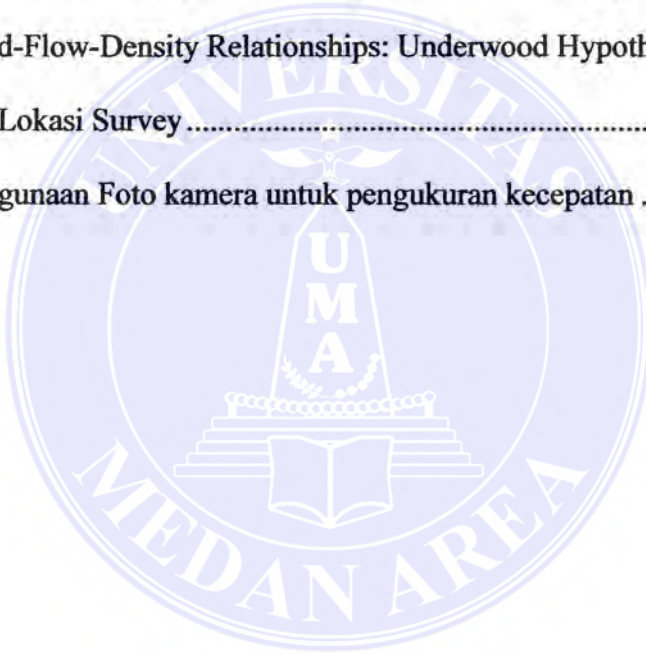 d-Flow-Density Relationships: Underwood Hypoth
Lokasi Survey ..........................................................
gunaan Foto kamera untuk pengukuran kecepatan .
UNIVERSITAS
U
M
A
MEDAN AREA